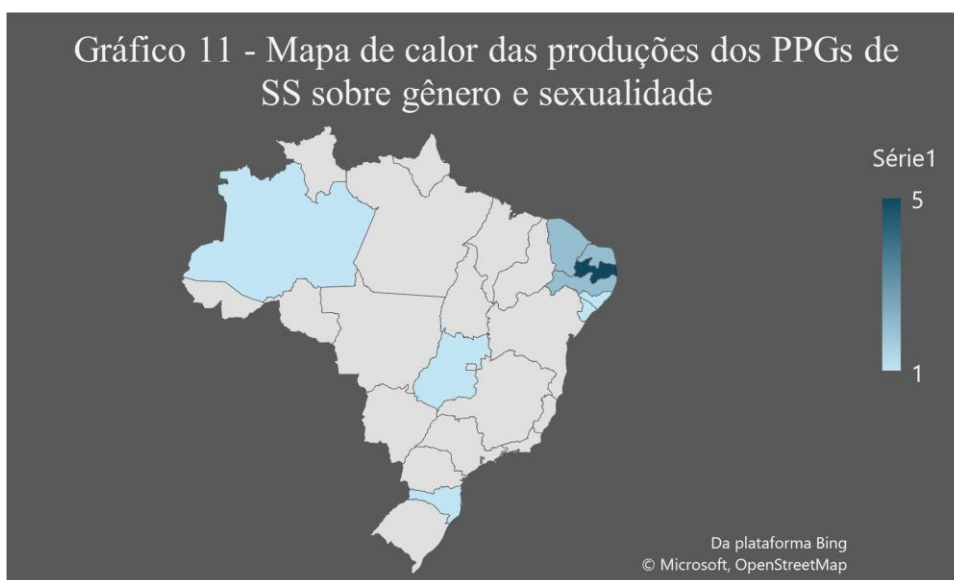 Gráfico 11 - Mapa de calor das produções dos PPGs de
SS sobre gênero e sexualidade
Série1
5
1
Da plataforma Bing
© Microsoft, OpenStreetMap